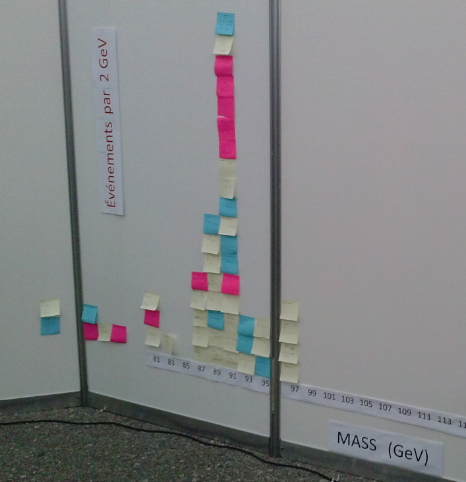 Événements par 2 GeV
81 83 85 87 89 91 93 95 97 99 101 103 105 107 109 111 113
MASS (GeV)